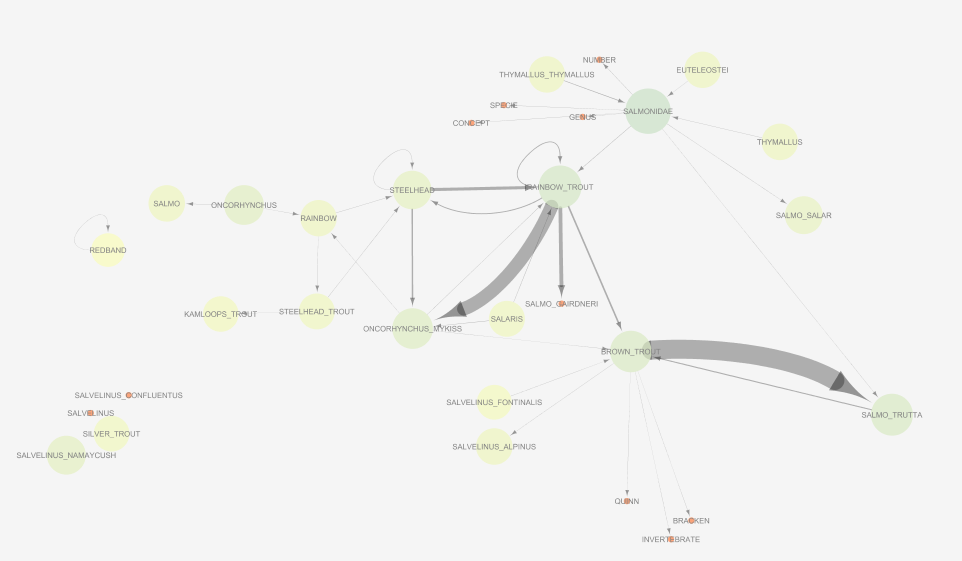 NUMBER
THYMALLUS_THYMALLUS
EUTELEOSTEI
SPECIE
SALMONIDAE
GENUS
CONCEPT
THYMALLUS
STEELHEAD
RAINBOW_TROUT
SALMO
ONCORHYNCHUS
SALMO_SALAR
RAINBOW
REDBAND
SALMO_GAIRDNERI
STEELHEAD_TROUT
KAMLOOPS_TROUT
SALARIS
ONCORHYNCHUS_MYKISS
BROWN_TROUT
SALVELINUS_CONFLUENTUS
SALVELINUS_FONTINALIS
SALVELINUS
SALMO_TRUTTA
SILVER_TROUT
SALVELINUS_ALPINUS
SALVELINUS_NAMAYCUSH
QUINN
BRACKEN
INVERTEBRATE